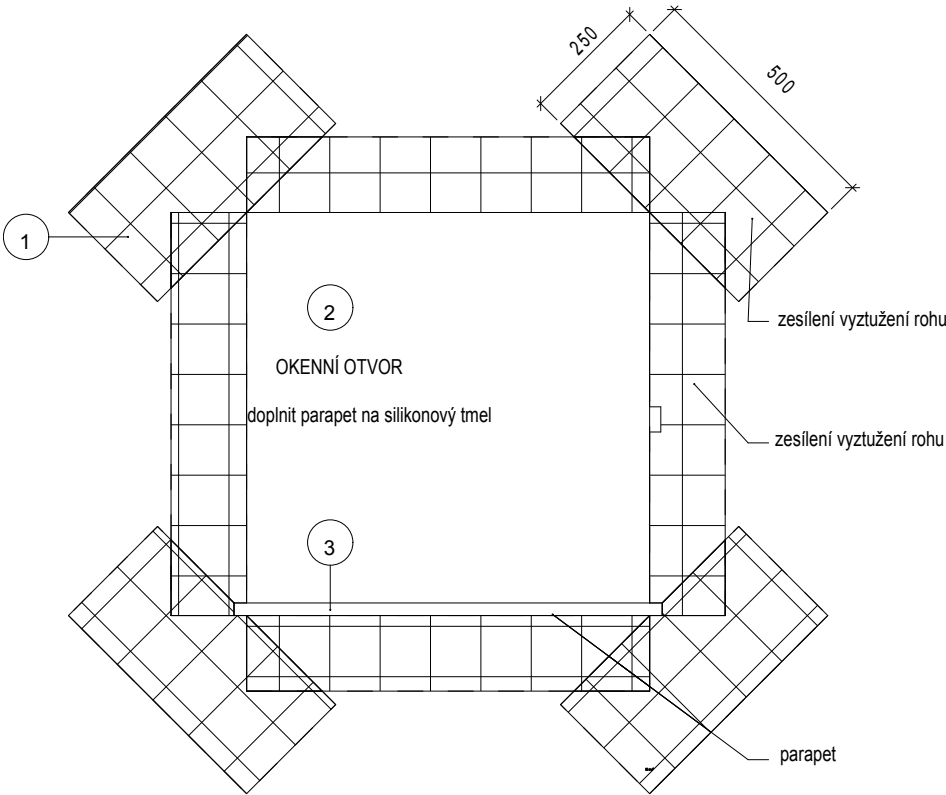 250
500
1
2
zesílení vyztužení rohu
OKENNÍ OTVOR
doplnit parapet na silikonový tmel
zesílení vyztužení rohu
3
parapet